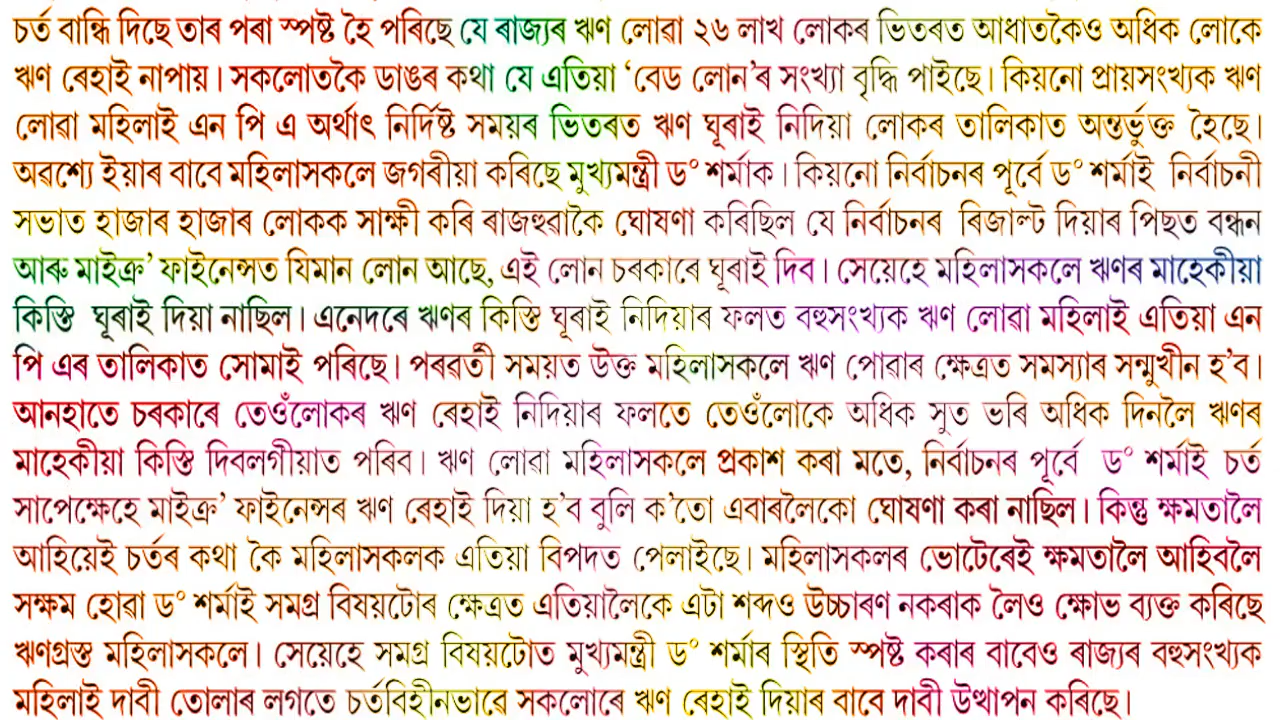 চৰ্ত বান্ধি দিছে তাৰ পৰা স্পষ্ট হৈ পৰিছে যে ৰাজ্যৰ ঋণ লোৱা ২৬ লাখ লোকৰ ভিতৰত আধাতকৈও অধিক লোকে
ঋণ ৰেহাই নাপায়। সকলোতকৈ ডাঙৰ কথা যে এতিয়া ‘বেড লোন’ৰ সংখ্যা বৃদ্ধি পাইছে। কিয়নো প্ৰায়সংখ্যক ঋণ
লোৱা মহিলাই এন পি এ অৰ্থাৎ নিৰ্দিষ্ট সময়ৰ ভিতৰত ঋণ ঘূৰাই নিদিয়া লোকৰ তালিকাত অন্তৰ্ভুক্ত হৈছে।
অৱশ্যে ইয়াৰ বাবে মহিলাসকলে জগৰীয়া কৰিছে মুখ্যমন্ত্ৰী ড° শৰ্মাক। কিয়নো নিৰ্বাচনৰ পূৰ্বে ড° শৰ্মাই নিৰ্বাচনী
সভাত হাজাৰ হাজাৰ লোকক সাক্ষী কৰি ৰাজহুৱাকৈ ঘোষণা কৰিছিল যে নিৰ্বাচনৰ ৰিজাল্ট দিয়াৰ পিছত বন্ধন
আৰু মাইক্ৰ’ ফাইনেন্সত যিমান লোন আছে, এই লোন চৰকাৰে ঘূৰাই দিব। সেয়েহে মহিলাসকলে ঋণৰ মাহেকীয়া
কিস্তি ঘূৰাই দিয়া নাছিল। এনেদৰে ঋণৰ কিস্তি ঘূৰাই নিদিয়াৰ ফলত বহুসংখ্যক ঋণ লোৱা মহিলাই এতিয়া এন
পি এৰ তালিকাত সোমাই পৰিছে। পৰৱৰ্তী সময়ত উক্ত মহিলাসকলে ঋণ পোৱাৰ ক্ষেত্ৰত সমস্যাৰ সন্মুখীন হ’ব।
আনহাতে চৰকাৰে তেওঁলোকৰ ঋণ ৰেহাই নিদিয়াৰ ফলতে তেওঁলোকে অধিক সুত ভৰি অধিক দিনলৈ ঋণৰ
মাহেকীয়া কিস্তি দিবলগীয়াত পৰিব। ঋণ লোৱা মহিলাসকলে প্ৰকাশ কৰা মতে, নিৰ্বাচনৰ পূৰ্বে ড° শৰ্মাই চৰ্ত
সাপেক্ষেহে মাইক্ৰ’ ফাইনেন্সৰ ঋণ ৰেহাই দিয়া হ’ব বুলি ক’তো এবাৰলৈকো ঘোষণা কৰা নাছিল। কিন্তু ক্ষমতালৈ
আহিয়েই চৰ্তৰ কথা কৈ মহিলাসকলক এতিয়া বিপদত পেলাইছে। মহিলাসকলৰ ভোটেৰেই ক্ষমতালৈ আহিবলৈ
সক্ষম হোৱা ড° শৰ্মাই সমগ্ৰ বিষয়টোৰ ক্ষেত্ৰত এতিয়ালৈকে এটা শব্দও উচ্চাৰণ নকৰাক লৈও ক্ষোভ ব্যক্ত কৰিছে
ঋণগ্ৰস্ত মহিলাসকলে। সেয়েহে সমগ্ৰ বিষয়টোত মুখ্যমন্ত্ৰী ড° শৰ্মাৰ স্থিতি স্পষ্ট কৰাৰ বাবেও ৰাজ্যৰ বহুসংখ্যক
মহিলাই দাবী তোলাৰ লগতে চৰ্তবিহীনভাৱে সকলোৰে ঋণ ৰেহাই দিয়াৰ বাবে দাবী উত্থাপন কৰিছে।